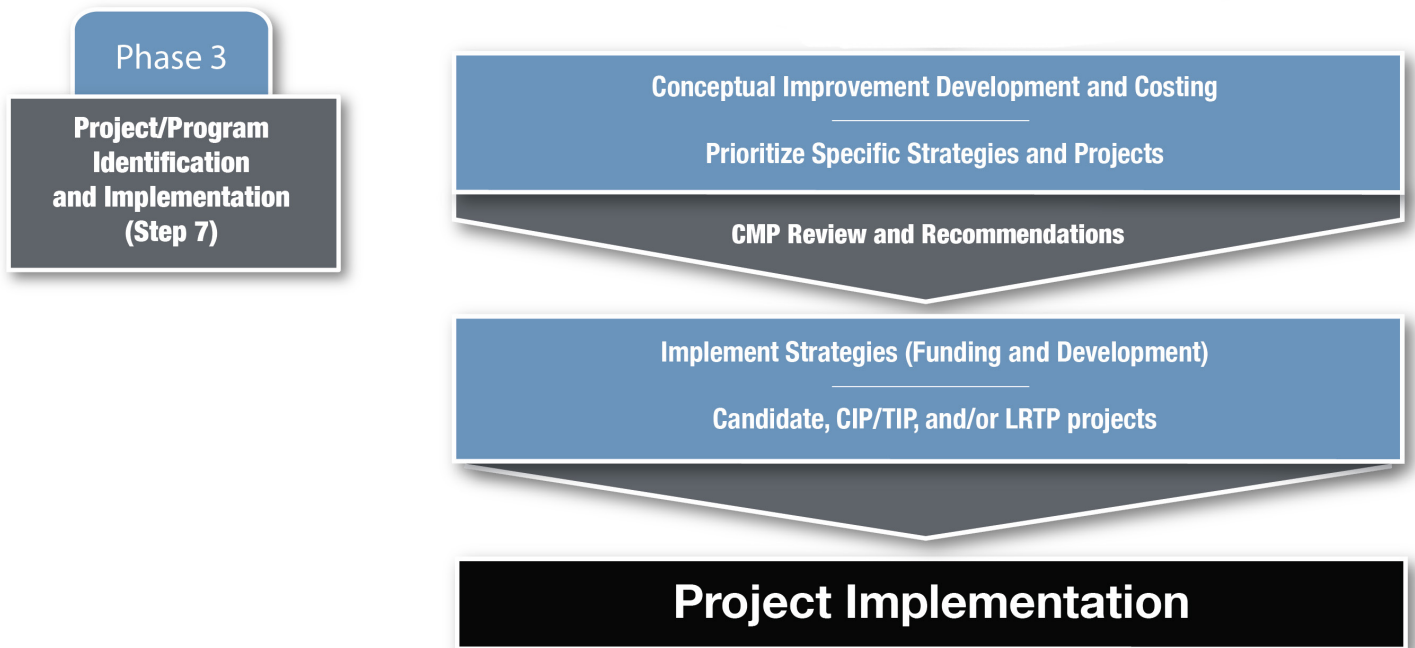 Phase 3
Project/Program
Identification
and Implementation
(Step 7)
Conceptual Improvement Development and Costing
Prioritize Specific Strategies and Projects
CMP Review and Recommendations
Implement Strategies (Funding and Development)
Candidate, CIP/TIP, and/or LRTP projects
Project Implementation